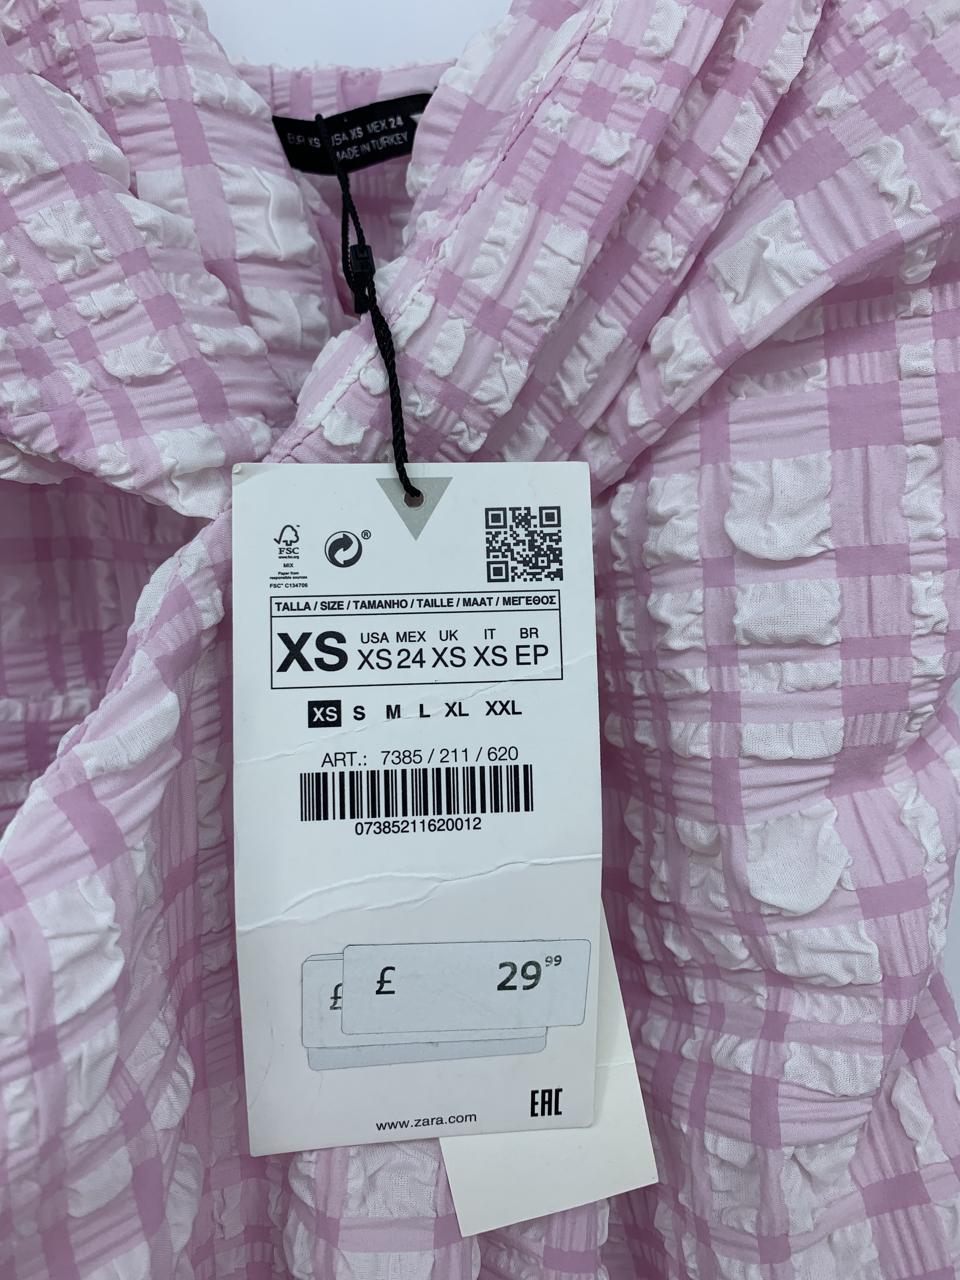 EUR XS USA XS MEX 24
MADE IN TURKEY
®
FSC
www.fsc.org
MIX
Paper from
responsible sources
FSC® C134706
TALLA / SIZE / TAMANHO / TAILLE / MAAT / ΜΕΓΕΘΟΣ
XS USA XS MEX 24 UK XS IT XS BR EP
XS S M L XL XXL
ART.: 7385 / 211 / 620
07385211620012
£ £ 29 99
www.zara.com
EAC